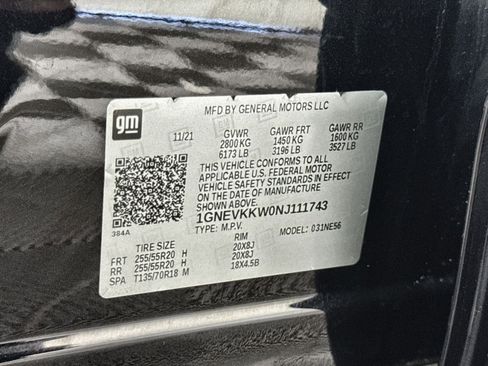 MFD BY GENERAL MOTORS LLC
gm
11/21 GVWR GAWR FRT GAWR RR
2800 KG 1450 KG 1600 KG
6173 LB 3196 LB 3527 LB
THIS VEHICLE CONFORMS TO ALL
APPLICABLE U.S. FEDERAL MOTOR
VEHICLE SAFETY STANDARDS IN EFFECT
ON THE DATE OF MANUFACTURE
SHOWN ABOVE.
1GNEVKKW0NJ111743
384A
TYPE: M.P.V. MODEL: 031NE56
TIRE SIZE RIM
FRT 255/55R20 H 20X8J
RR 255/55R20 H 20X8J
SPA T135/70R18 M 18X4.5B